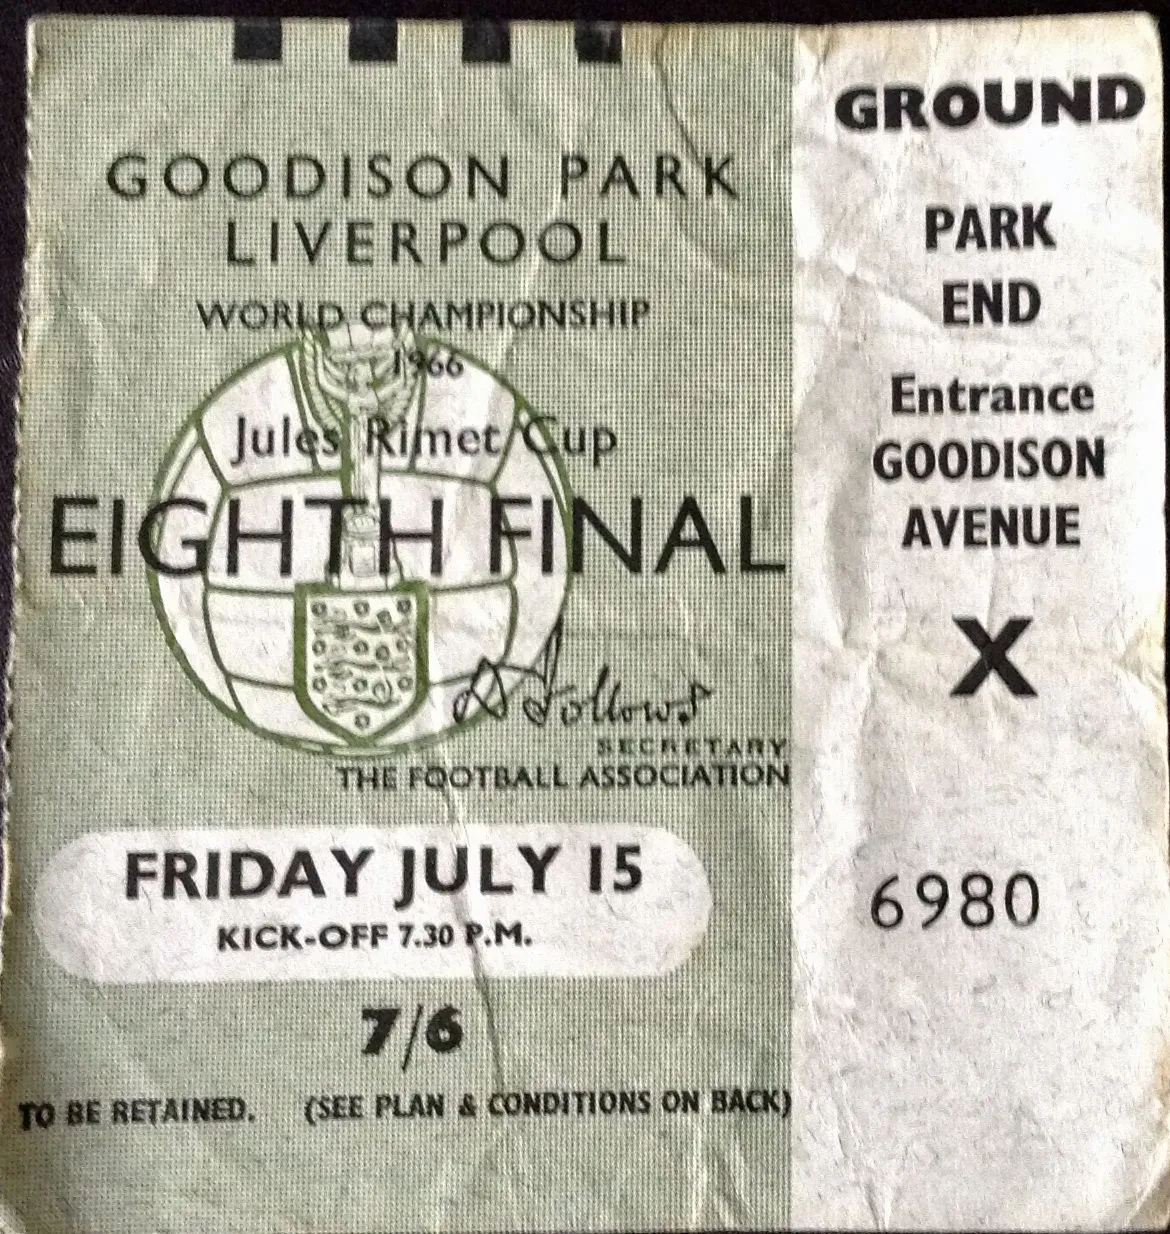 GOODISON PARK
LIVERPOOL
WORLD CHAMPIONSHIP
1966
Jules Rimet Cup
EIGHTH FINAL
D Follows
SECRETARY
THE FOOTBALL ASSOCIATION
FRIDAY JULY 15
KICK-OFF 7.30 P.M.
7/6
TO BE RETAINED. (SEE PLAN & CONDITIONS ON BACK)
GROUND
PARK
END
Entrance
GOODISON
AVENUE
X
6980